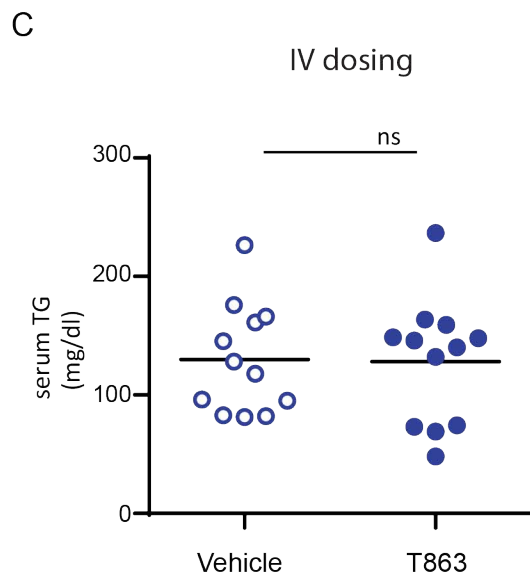 C
IV dosing
ns
300
200
100
0
serum TG
(mg/dl)
Vehicle
T863